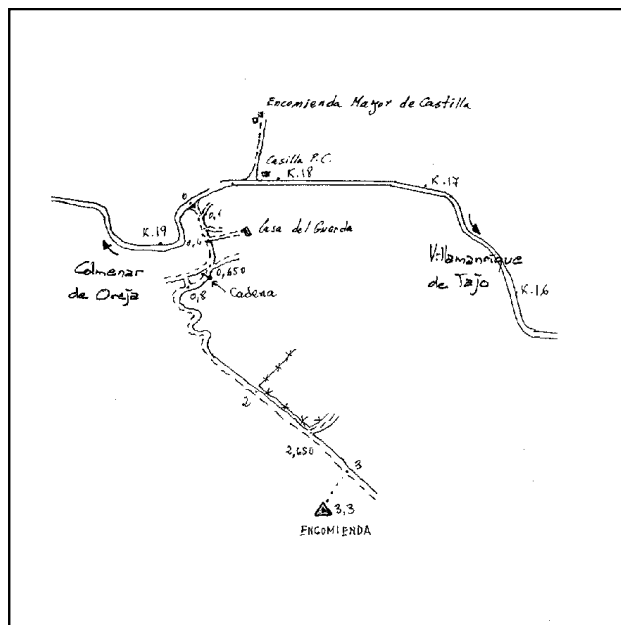 Encomienda Mayor de Castilla
Casilla P.C.
K.18
K.17
0
0,1
K.19
0,4
Casa del Guarda
Colmenar
de Oreja
Villamanrique
de Tajo
0,650
0,8
Cadena
K.16
2
2,650
3
3,3
ENCOMIENDA